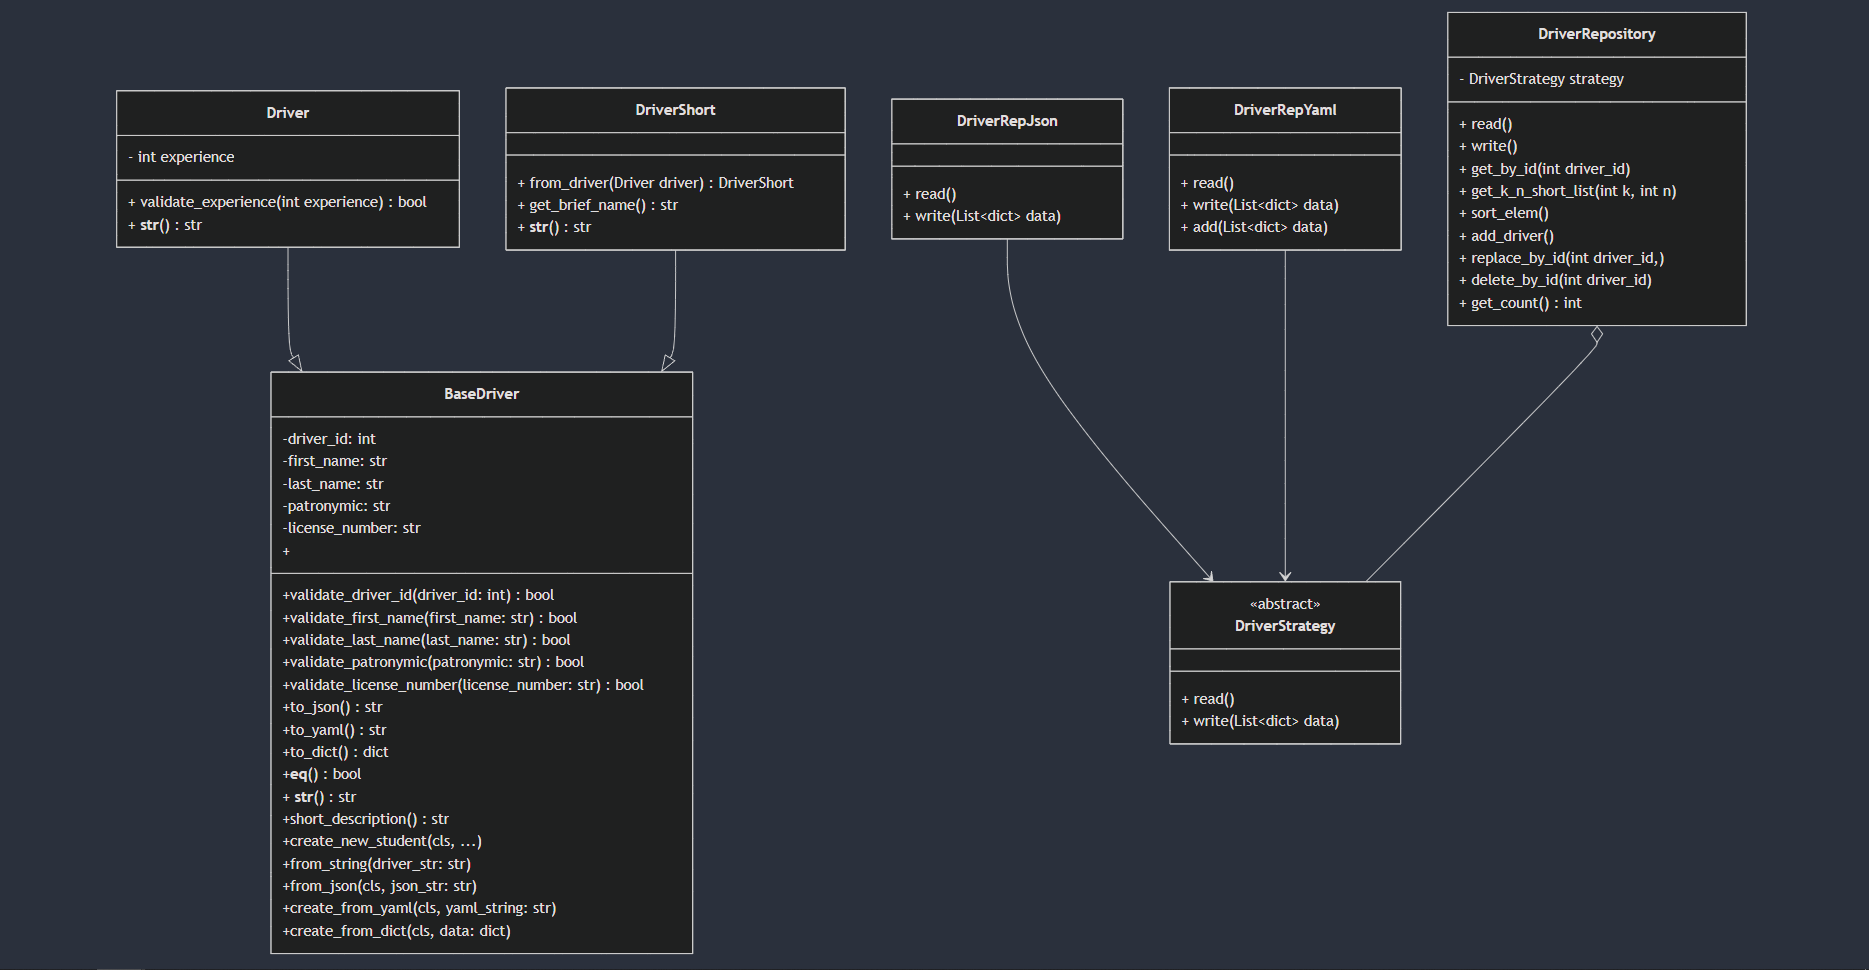 Driver
- int experience
+ validate_experience(int experience) : bool
+ str() : str
DriverShort
+ from_driver(Driver driver) : DriverShort
+ get_brief_name() : str
+ str() : str
DriverRepJson
+ read()
+ write(List<dict> data)
DriverRepYaml
+ read()
+ write(List<dict> data)
+ add(List<dict> data)
DriverRepository
- DriverStrategy strategy
+ read()
+ write()
+ get_by_id(int driver_id)
+ get_k_n_short_list(int k, int n)
+ sort_elem()
+ add_driver()
+ replace_by_id(int driver_id,)
+ delete_by_id(int driver_id)
+ get_count() : int
BaseDriver
-driver_id: int
-first_name: str
-last_name: str
-patronymic: str
-license_number: str
+
+validate_driver_id(driver_id: int) : bool
+validate_first_name(first_name: str) : bool
+validate_last_name(last_name: str) : bool
+validate_patronymic(patronymic: str) : bool
+validate_license_number(license_number: str) : bool
+to_json() : str
+to_yaml() : str
+to_dict() : dict
+eq() : bool
+ str() : str
+short_description() : str
+create_new_student(cls, ...)
+from_string(driver_str: str)
+from_json(cls, json_str: str)
+create_from_yaml(cls, yaml_string: str)
+create_from_dict(cls, data: dict)
«abstract»
DriverStrategy
+ read()
+ write(List<dict> data)